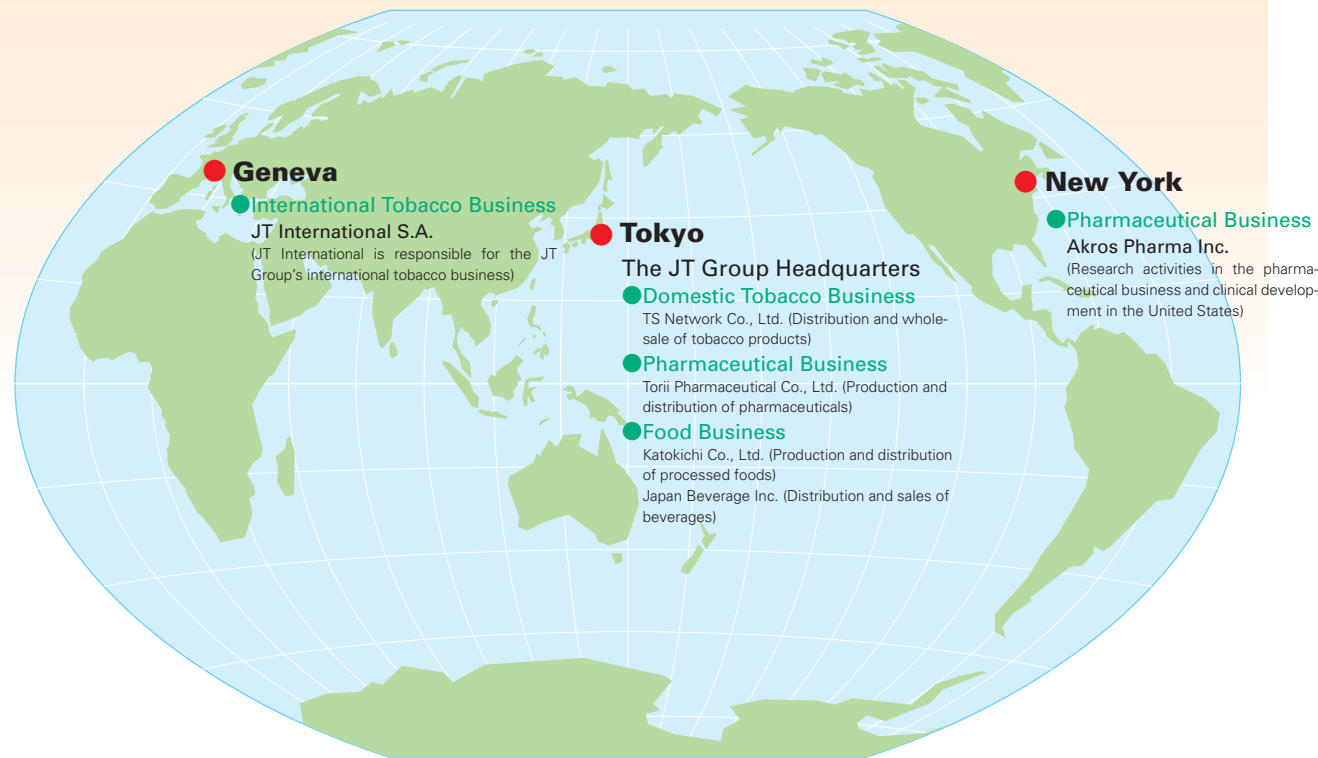 Geneva
International Tobacco Business
JT International S.A.
(JT International is responsible for the JT
Group's international tobacco business)
Tokyo
The JT Group Headquarters
Domestic Tobacco Business
TS Network Co., Ltd. (Distribution and whole-
sale of tobacco products)
Pharmaceutical Business
Torii Pharmaceutical Co., Ltd. (Production and
distribution of pharmaceuticals)
Food Business
Katokichi Co., Ltd. (Production and distribution
of processed foods)
Japan Beverage Inc. (Distribution and sales of
beverages)
New York
Pharmaceutical Business
Akros Pharma Inc.
(Research activities in the pharma-
ceutical business and clinical develop-
ment in the United States)